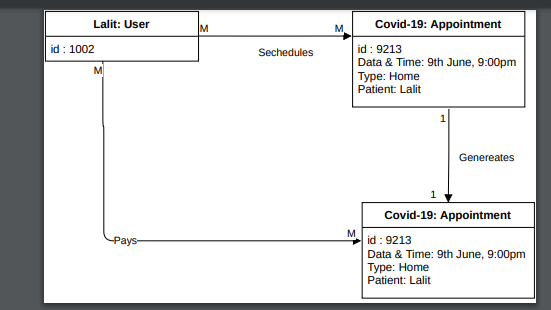 Lalit: User
id : 1002
M
M
Sechedules
Covid-19: Appointment
id : 9213
Data & Time: 9th June, 9:00pm
Type: Home
Patient: Lalit
M
1
Genereates
1
Pays
M
Covid-19: Appointment
id : 9213
Data & Time: 9th June, 9:00pm
Type: Home
Patient: Lalit